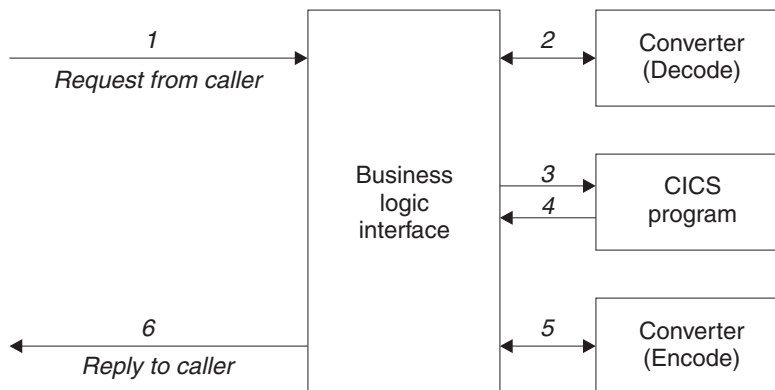 1
Request from caller
2
Converter
(Decode)
Business
logic
interface
3
4
CICS
program
6
Reply to caller
5
Converter
(Encode)